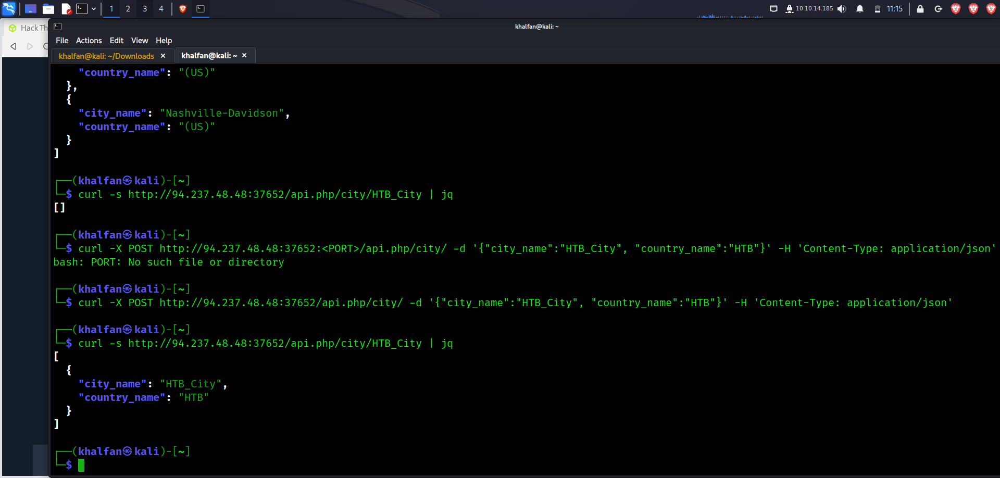 1 2 3 4 10.10.14.185 11:15
Hack Th
khalfan@kali: ~
File Actions Edit View Help
khalfan@kali: ~/Downloads × khalfan@kali: ~ ×
"country_name": "(US)"
},
{
"city_name": "Nashville-Davidson",
"country_name": "(US)"
}
]
┌──(khalfan㉿kali)-[~]
└─$ curl -s http://94.237.48.48:37652/api.php/city/HTB_City | jq
[]
┌──(khalfan㉿kali)-[~]
└─$ curl -X POST http://94.237.48.48:37652:<PORT>/api.php/city/ -d '{"city_name":"HTB_City", "country_name":"HTB"}' -H 'Content-Type: application/json'
bash: PORT: No such file or directory
┌──(khalfan㉿kali)-[~]
└─$ curl -X POST http://94.237.48.48:37652/api.php/city/ -d '{"city_name":"HTB_City", "country_name":"HTB"}' -H 'Content-Type: application/json'
┌──(khalfan㉿kali)-[~]
└─$ curl -s http://94.237.48.48:37652/api.php/city/HTB_City | jq
[
{
"city_name": "HTB_City",
"country_name": "HTB"
}
]
┌──(khalfan㉿kali)-[~]
└─$